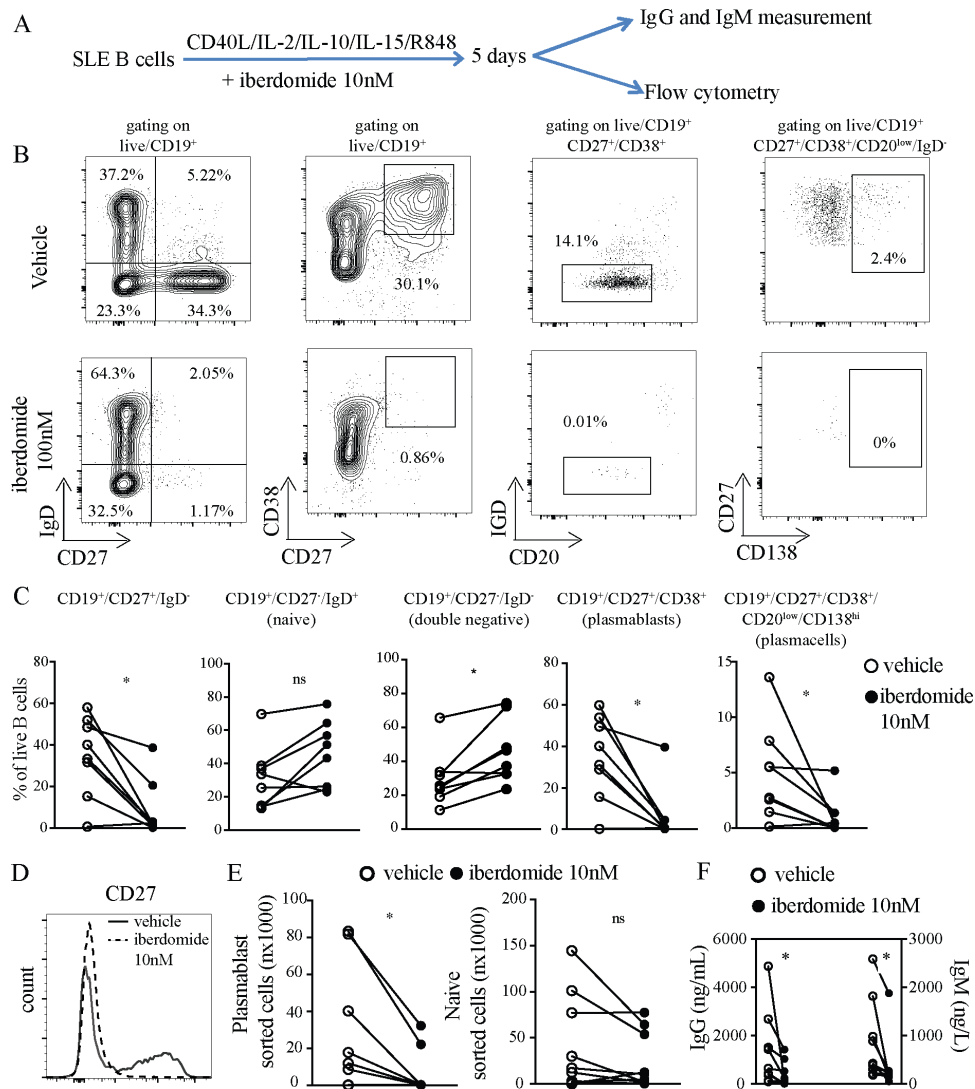 A
SLE B cells
CD40L/IL-2/IL-10/IL-15/R848
+ iberdomide 10nM
5 days
IgG and IgM measurement
Flow cytometry
B
gating on
live/CD19+
gating on
live/CD19+
gating on live/CD19+
CD27+/CD38+
gating on live/CD19+
CD27+/CD38+/CD20low/IgD-
Vehicle
37.2%
5.22%
23.3%
34.3%
30.1%
14.1%
2.4%
iberdomide
100nM
64.3%
2.05%
32.5%
1.17%
0.86%
0.01%
0%
IgD
CD27
CD38
CD27
IGD
CD20
CD27
CD138
C
CD19+/CD27+/IgD-
CD19+/CD27-/IgD+
(naive)
CD19+/CD27-/IgD-
(double negative)
CD19+/CD27+/CD38+
(plasmablasts)
CD19+/CD27+/CD38+/
CD20low/CD138hi
(plasmacells)
% of live B cells
80
60
40
20
0
*
100
80
60
40
20
0
ns
100
80
60
40
20
0
*
80
60
40
20
0
*
15
10
5
0
*
vehicle
iberdomide
10nM
D
CD27
count
vehicle
iberdomide
10nM
E
vehicle
iberdomide 10nM
Plasmablast
sorted cells (nx1000)
100
80
60
40
20
0
*
Naive
sorted cells (nx1000)
200
150
100
50
0
ns
F
vehicle
iberdomide 10nM
IgG (ng/mL)
6000
4000
2000
0
*
*
3000
2000
1000
0
IgM (ng/L)